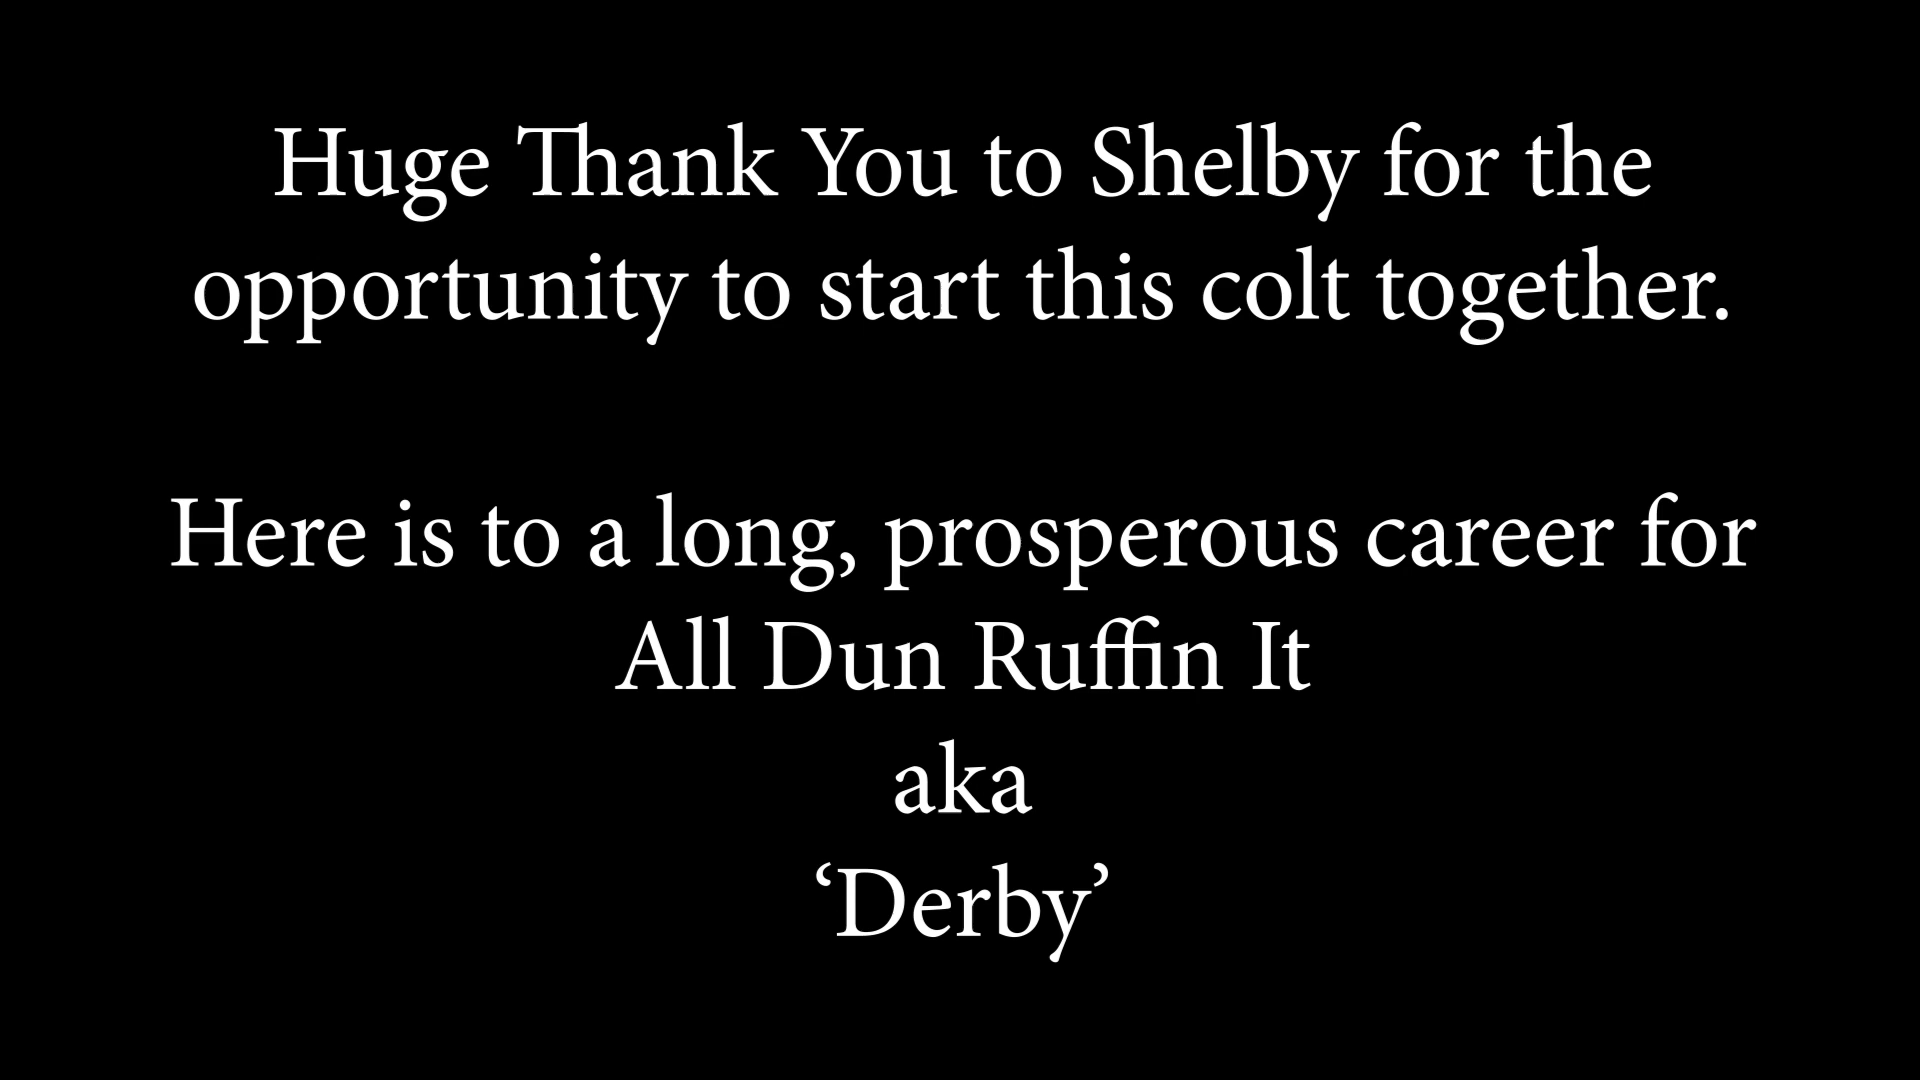 Huge Thank You to Shelby for the
opportunity to start this colt together.
Here is to a long, prosperous career for
All Dun Ruffin It
aka
‘Derby’